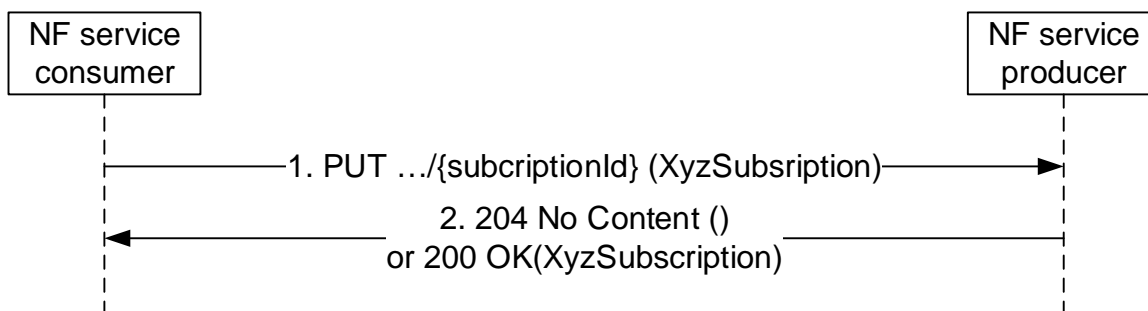 NF service
consumer
NF service
producer
1. PUT …/{subcriptionId} (XyzSubsription)
2. 204 No Content ()
or 200 OK(XyzSubscription)